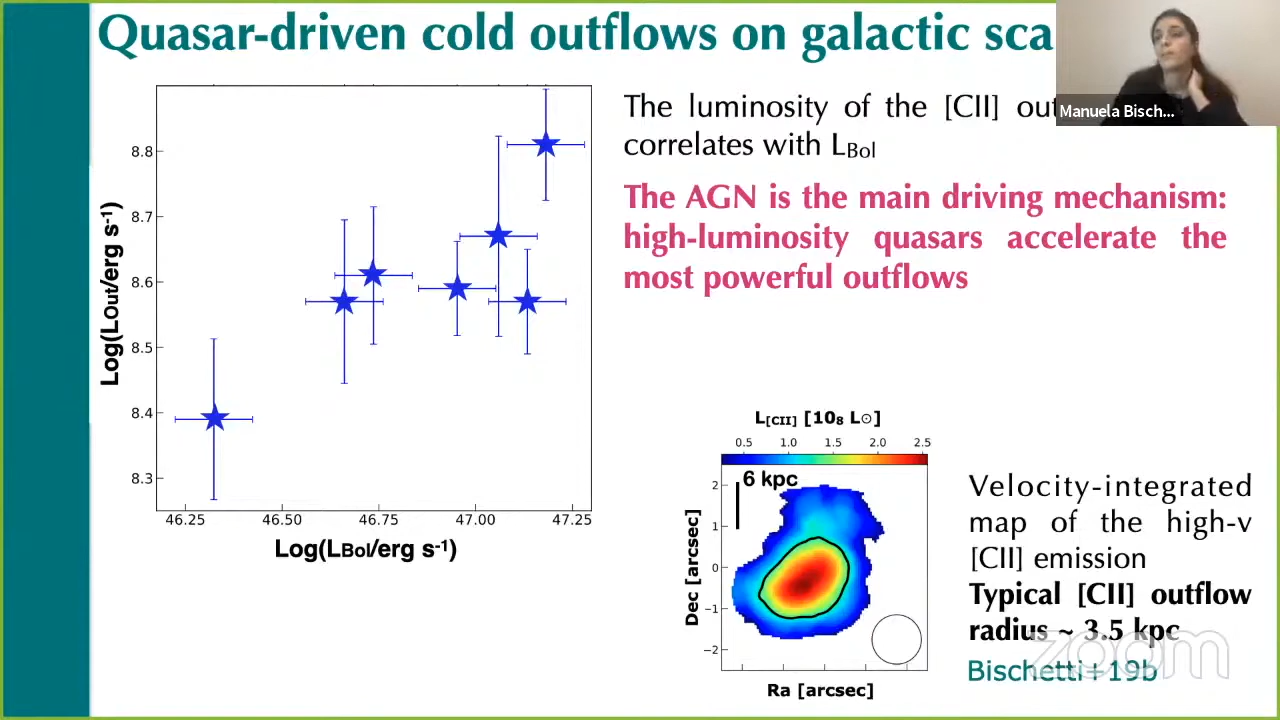 Quasar-driven cold outflows on galactic sca
Manuela Bisch...
The luminosity of the [CII] out
correlates with LBol
The AGN is the main driving mechanism:
high-luminosity quasars accelerate the
most powerful outflows
Log(Lout/erg s-1)
8.8
8.7
8.6
8.5
8.4
8.3
46.25 46.50 46.75 47.00 47.25
Log(LBol/erg s-1)
L[CII] [108 L⊙]
0.5 1.0 1.5 2.0 2.5
6 kpc
Dec [arcsec]
2
1
0
−1
−2
Ra [arcsec]
Velocity-integrated
map of the high-v
[CII] emission
Typical [CII] outflow
radius ~ 3.5 kpc
Bischetti+19b
zoom